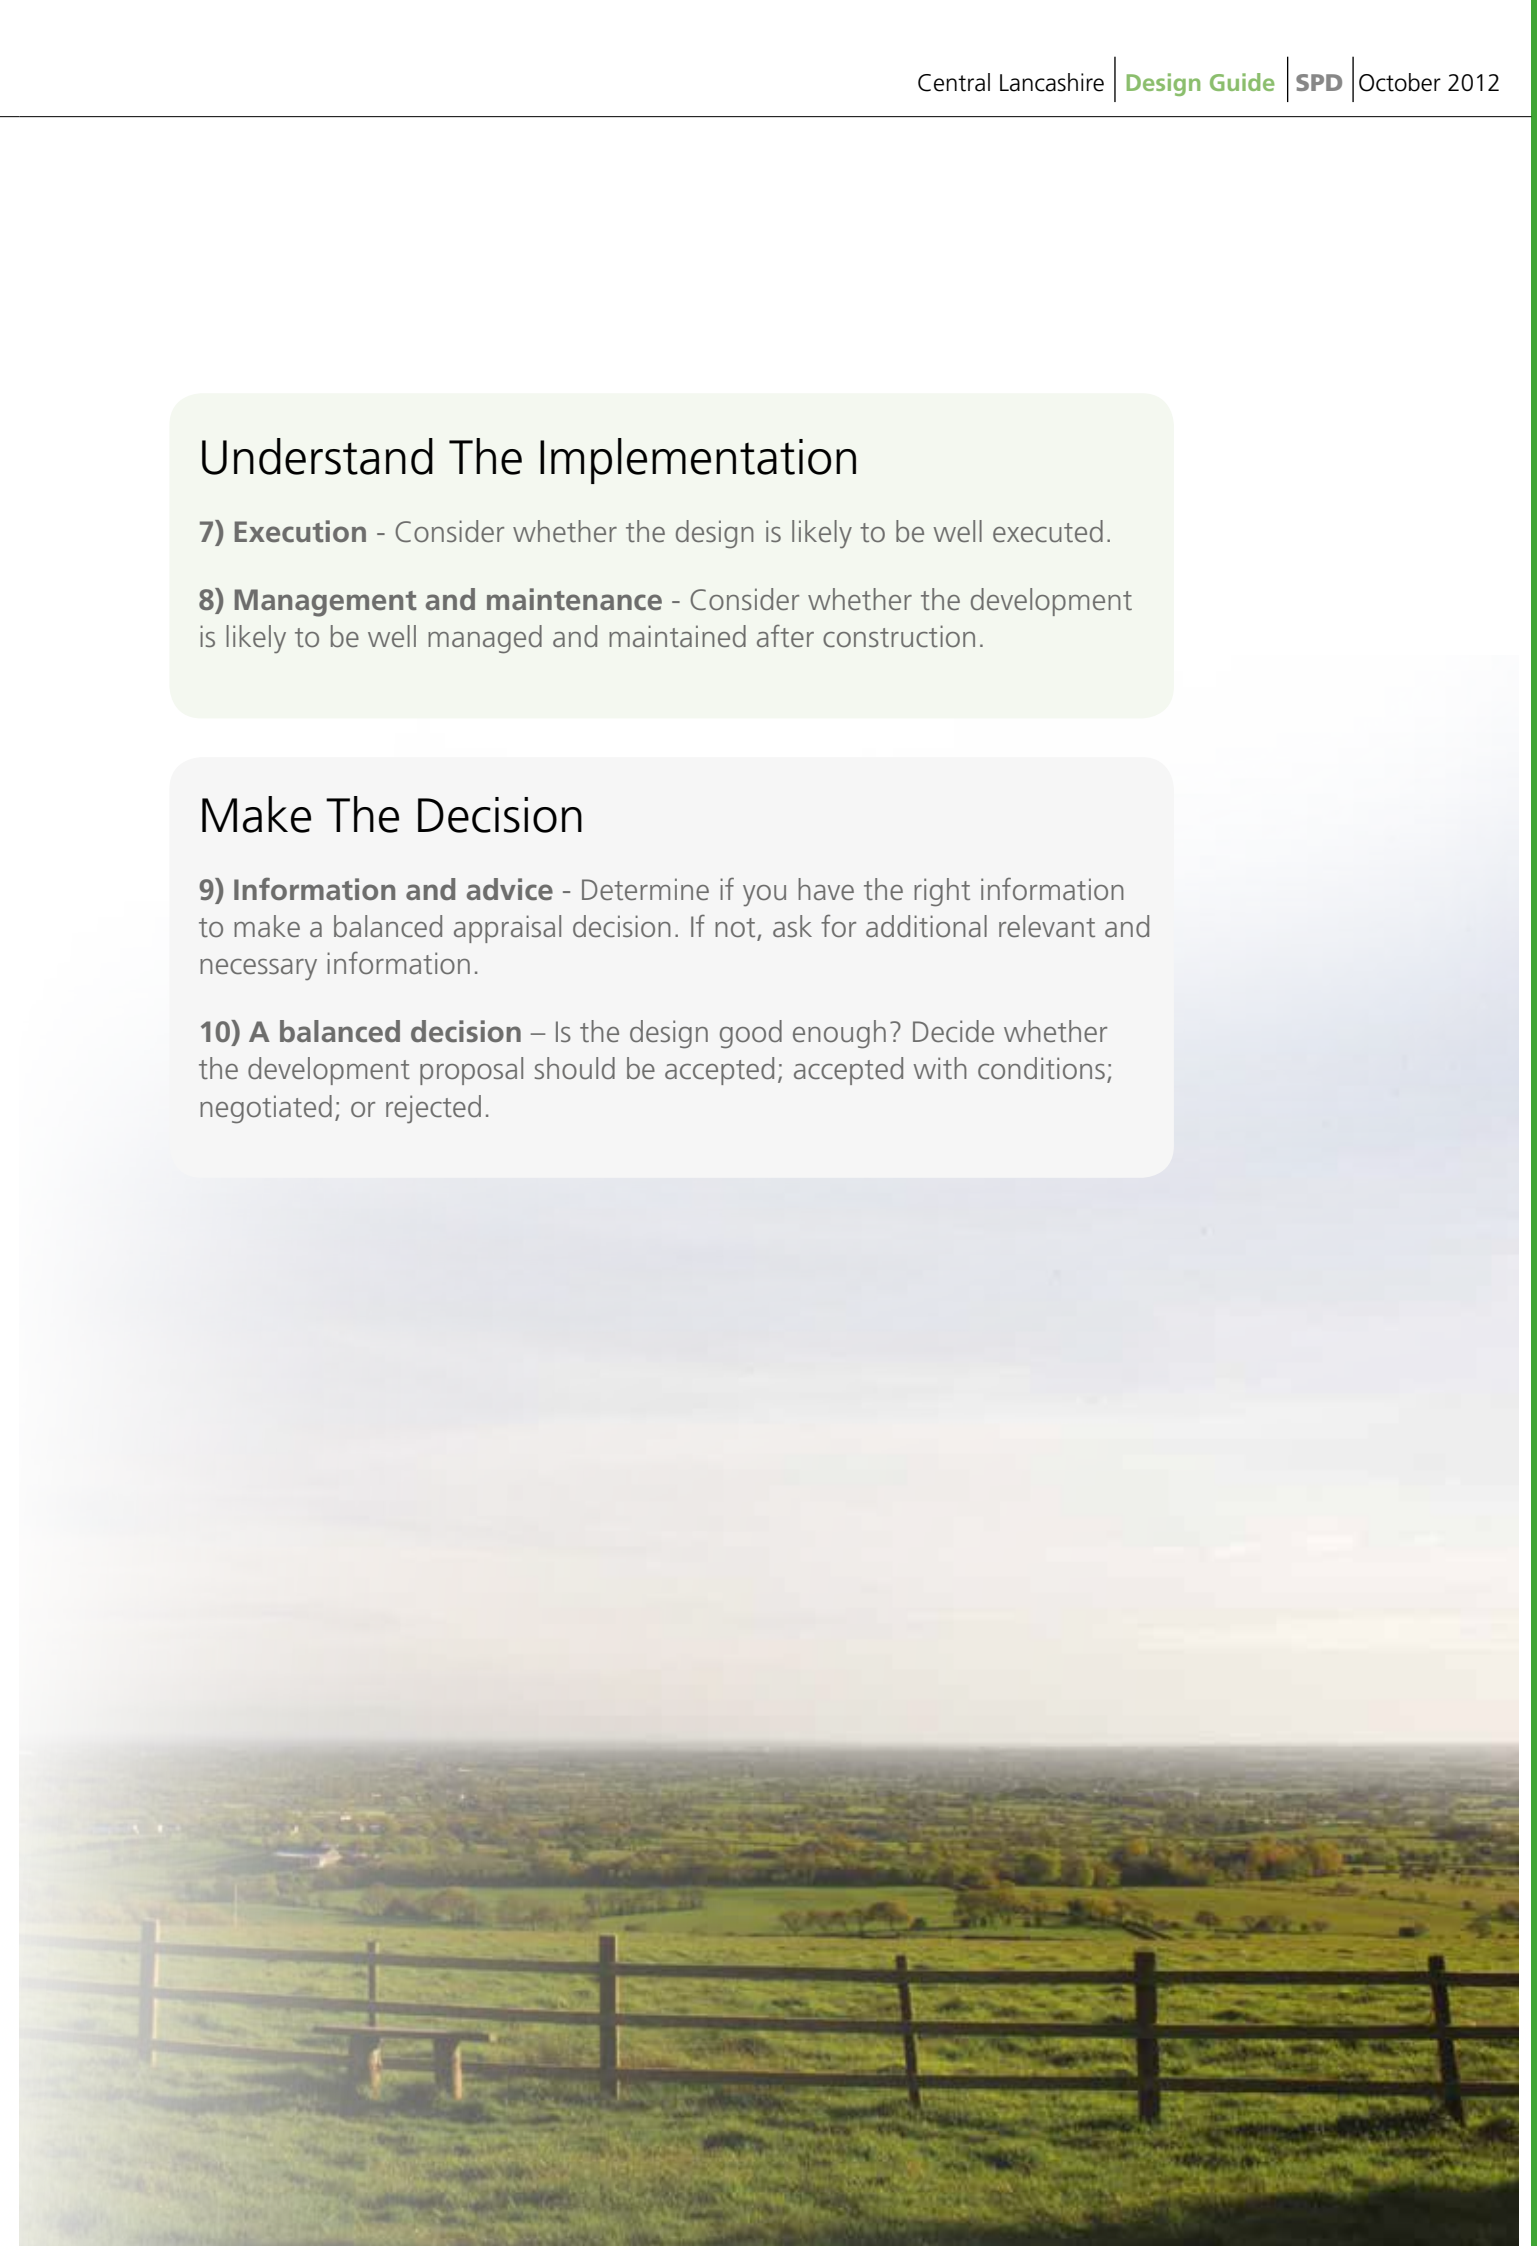 Central Lancashire Design Guide SPD October 2012
Understand The Implementation
7) Execution - Consider whether the design is likely to be well executed.
8) Management and maintenance - Consider whether the development
is likely to be well managed and maintained after construction.
Make The Decision
9) Information and advice - Determine if you have the right information
to make a balanced appraisal decision. If not, ask for additional relevant and
necessary information.
10) A balanced decision – Is the design good enough? Decide whether
the development proposal should be accepted; accepted with conditions;
negotiated; or rejected.